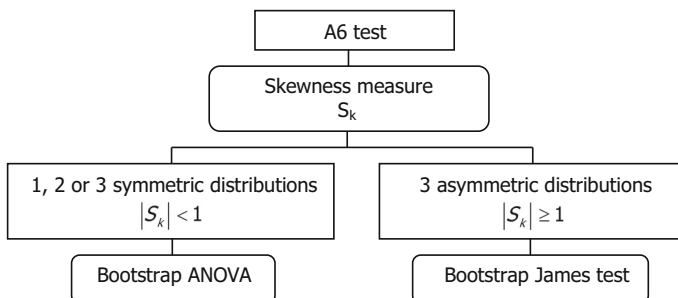 A6 test
Skewness measure
Sₖ
1, 2 or 3 symmetric distributions
|Sₖ| < 1
3 asymmetric distributions
|Sₖ| ≥ 1
Bootstrap ANOVA
Bootstrap James test